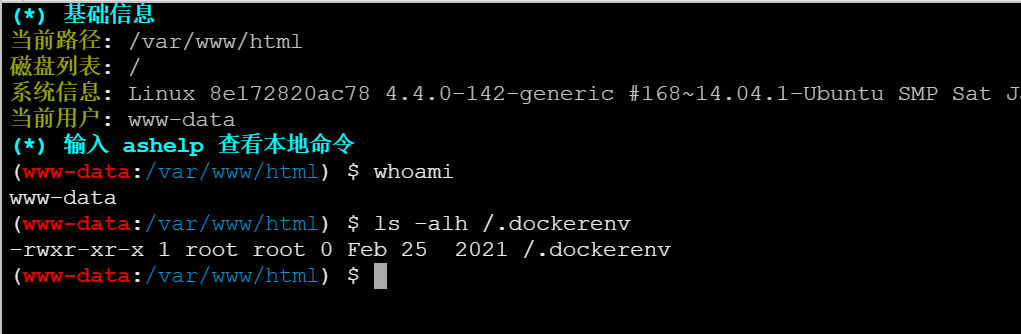 (*) 基础信息
当前路径: /var/www/html
磁盘列表: /
系统信息: Linux 8e172820ac78 4.4.0-142-generic #168~14.04.1-Ubuntu SMP Sat
当前用户: www-data
(*) 输入 ashelp 查看本地命令
(www-data:/var/www/html) $ whoami
www-data
(www-data:/var/www/html) $ ls -alh /.dockerenv
-rwxr-xr-x 1 root root 0 Feb 25  2021 /.dockerenv
(www-data:/var/www/html) $